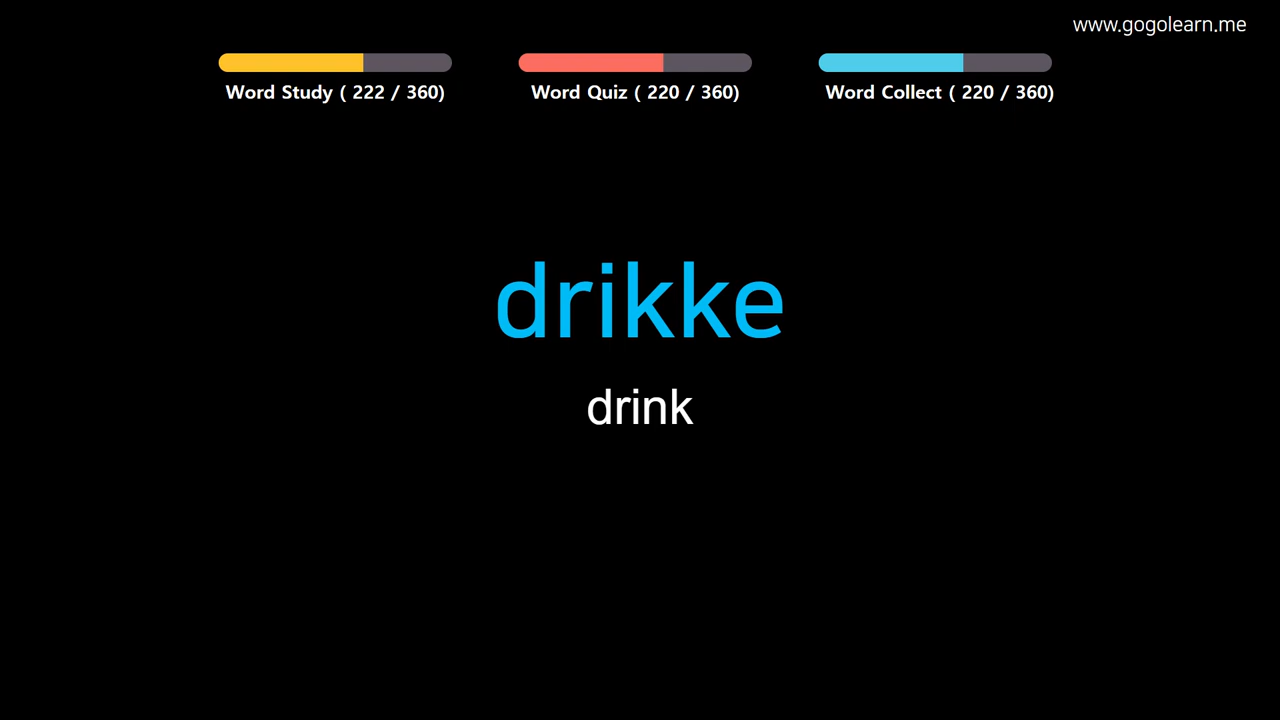 www.gogolearn.me
Word Study ( 222 / 360)
Word Quiz ( 220 / 360)
Word Collect ( 220 / 360)
drikke
drink